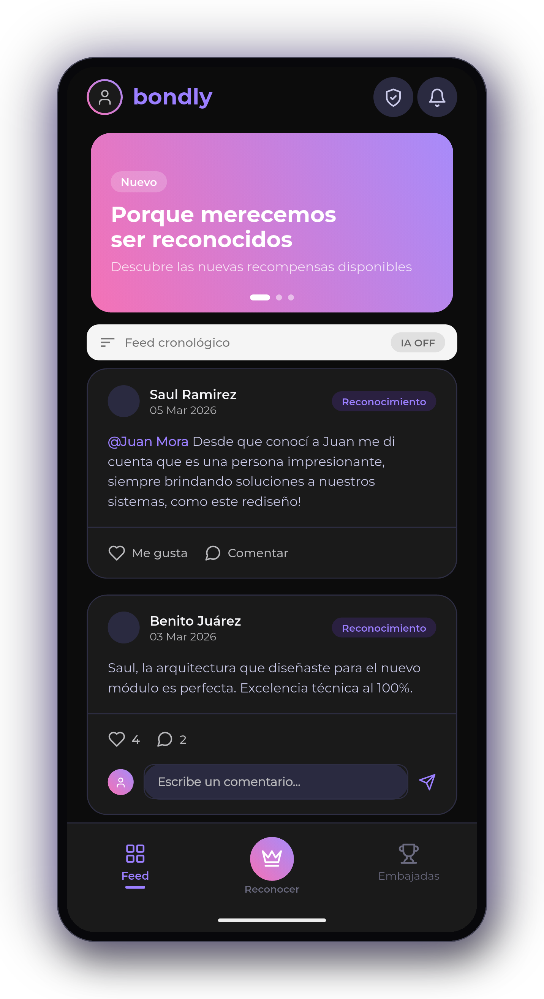 bondly
Nuevo
Porque merecemos
ser reconocidos
Descubre las nuevas recompensas disponibles
Feed cronológico
IA OFF
Saul Ramirez
05 Mar 2026
Reconocimiento
@Juan Mora Desde que conocí a Juan me di
cuenta que es una persona impresionante,
siempre brindando soluciones a nuestros
sistemas, como este rediseño!
Me gusta
Comentar
Benito Juárez
03 Mar 2026
Reconocimiento
Saul, la arquitectura que diseñaste para el nuevo
módulo es perfecta. Excelencia técnica al 100%.
4
2
Escribe un comentario...
Feed
Reconocer
Embajadas